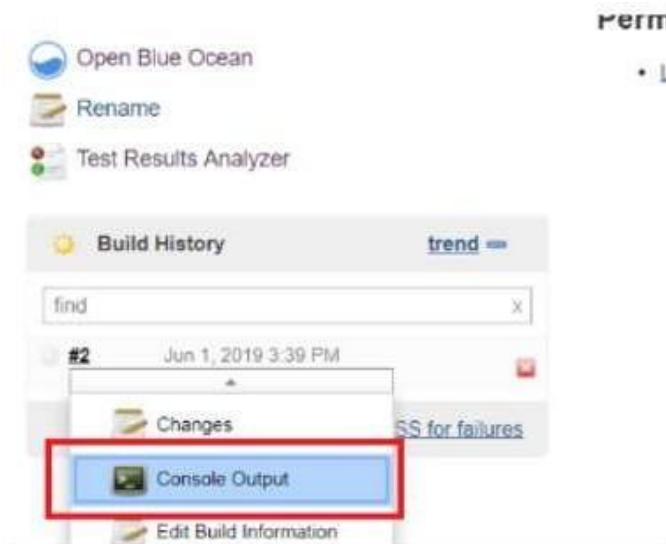 Open Blue Ocean
Rename
Test Results Analyzer
Build History trend
find x
#2 Jun 1, 2019 3:39 PM
Changes
SS for failures
Console Output
Edit Build Information